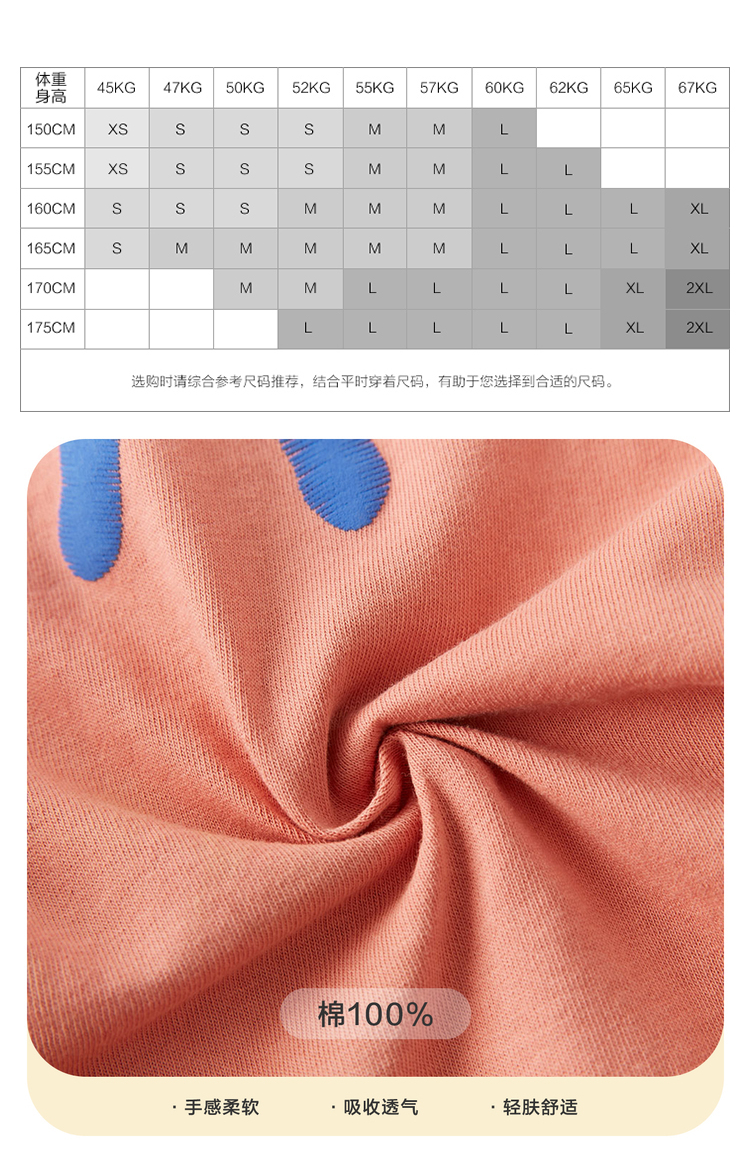 体重 45KG 47KG 50KG 52KG 55KG 57KG 60KG 62KG 65KG 67KG
身高
150CM XS S S S M M L
155CM XS S S S M M L L
160CM S S S M M M L L L XL
165CM S M M M M M L L L XL
170CM M M L L L L XL 2XL
175CM L L L L L XL 2XL
选购时请综合参考尺码推荐，结合平时穿着尺码，有助于您选择到合适的尺码。
棉100%
· 手感柔软 · 吸收透气 · 轻肤舒适